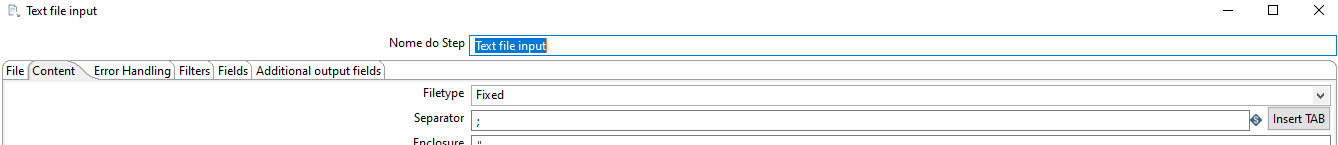 Text file input
Nome do Step Text file input
File Content Error Handling Filters Fields Additional output fields
Filetype Fixed
Separator ; Insert TAB
Enclosure "